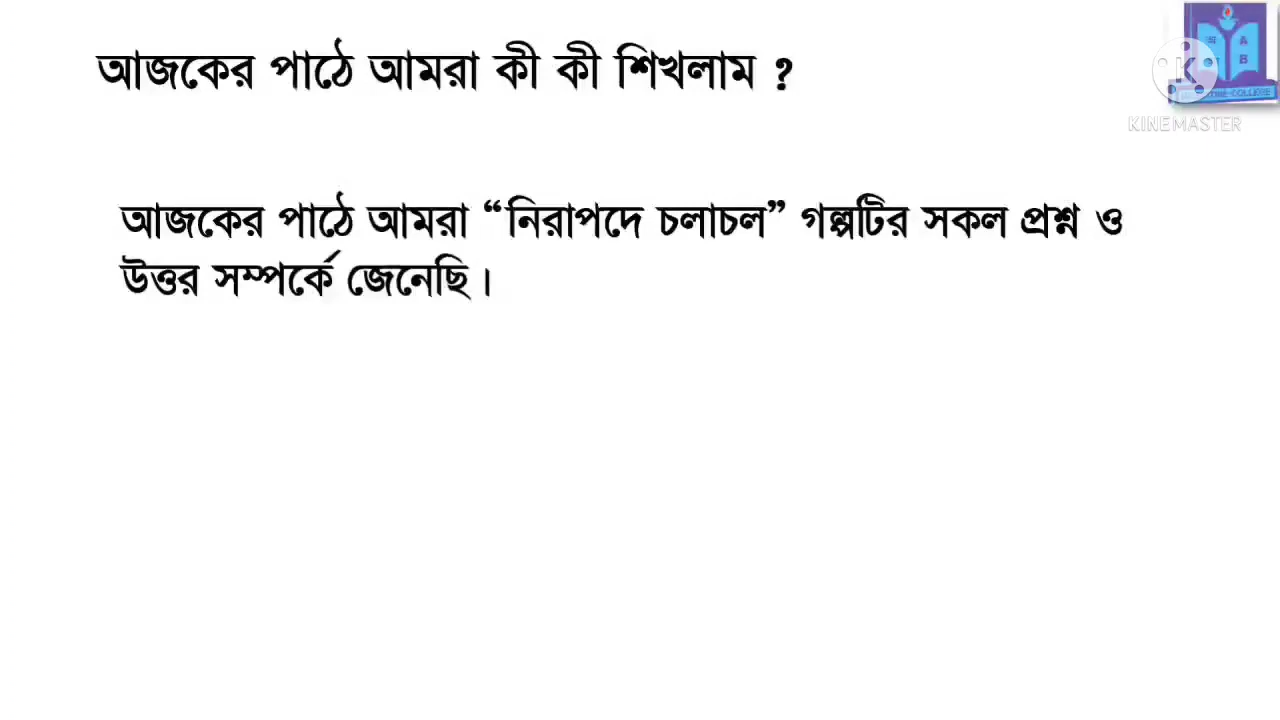 আজকের পাঠে আমরা কী কী শিখলাম ?
আজকের পাঠে আমরা “নিরাপদে চলাচল” গল্পটির সকল প্রশ্ন ও
উত্তর সম্পর্কে জেনেছি।
KINEMASTER